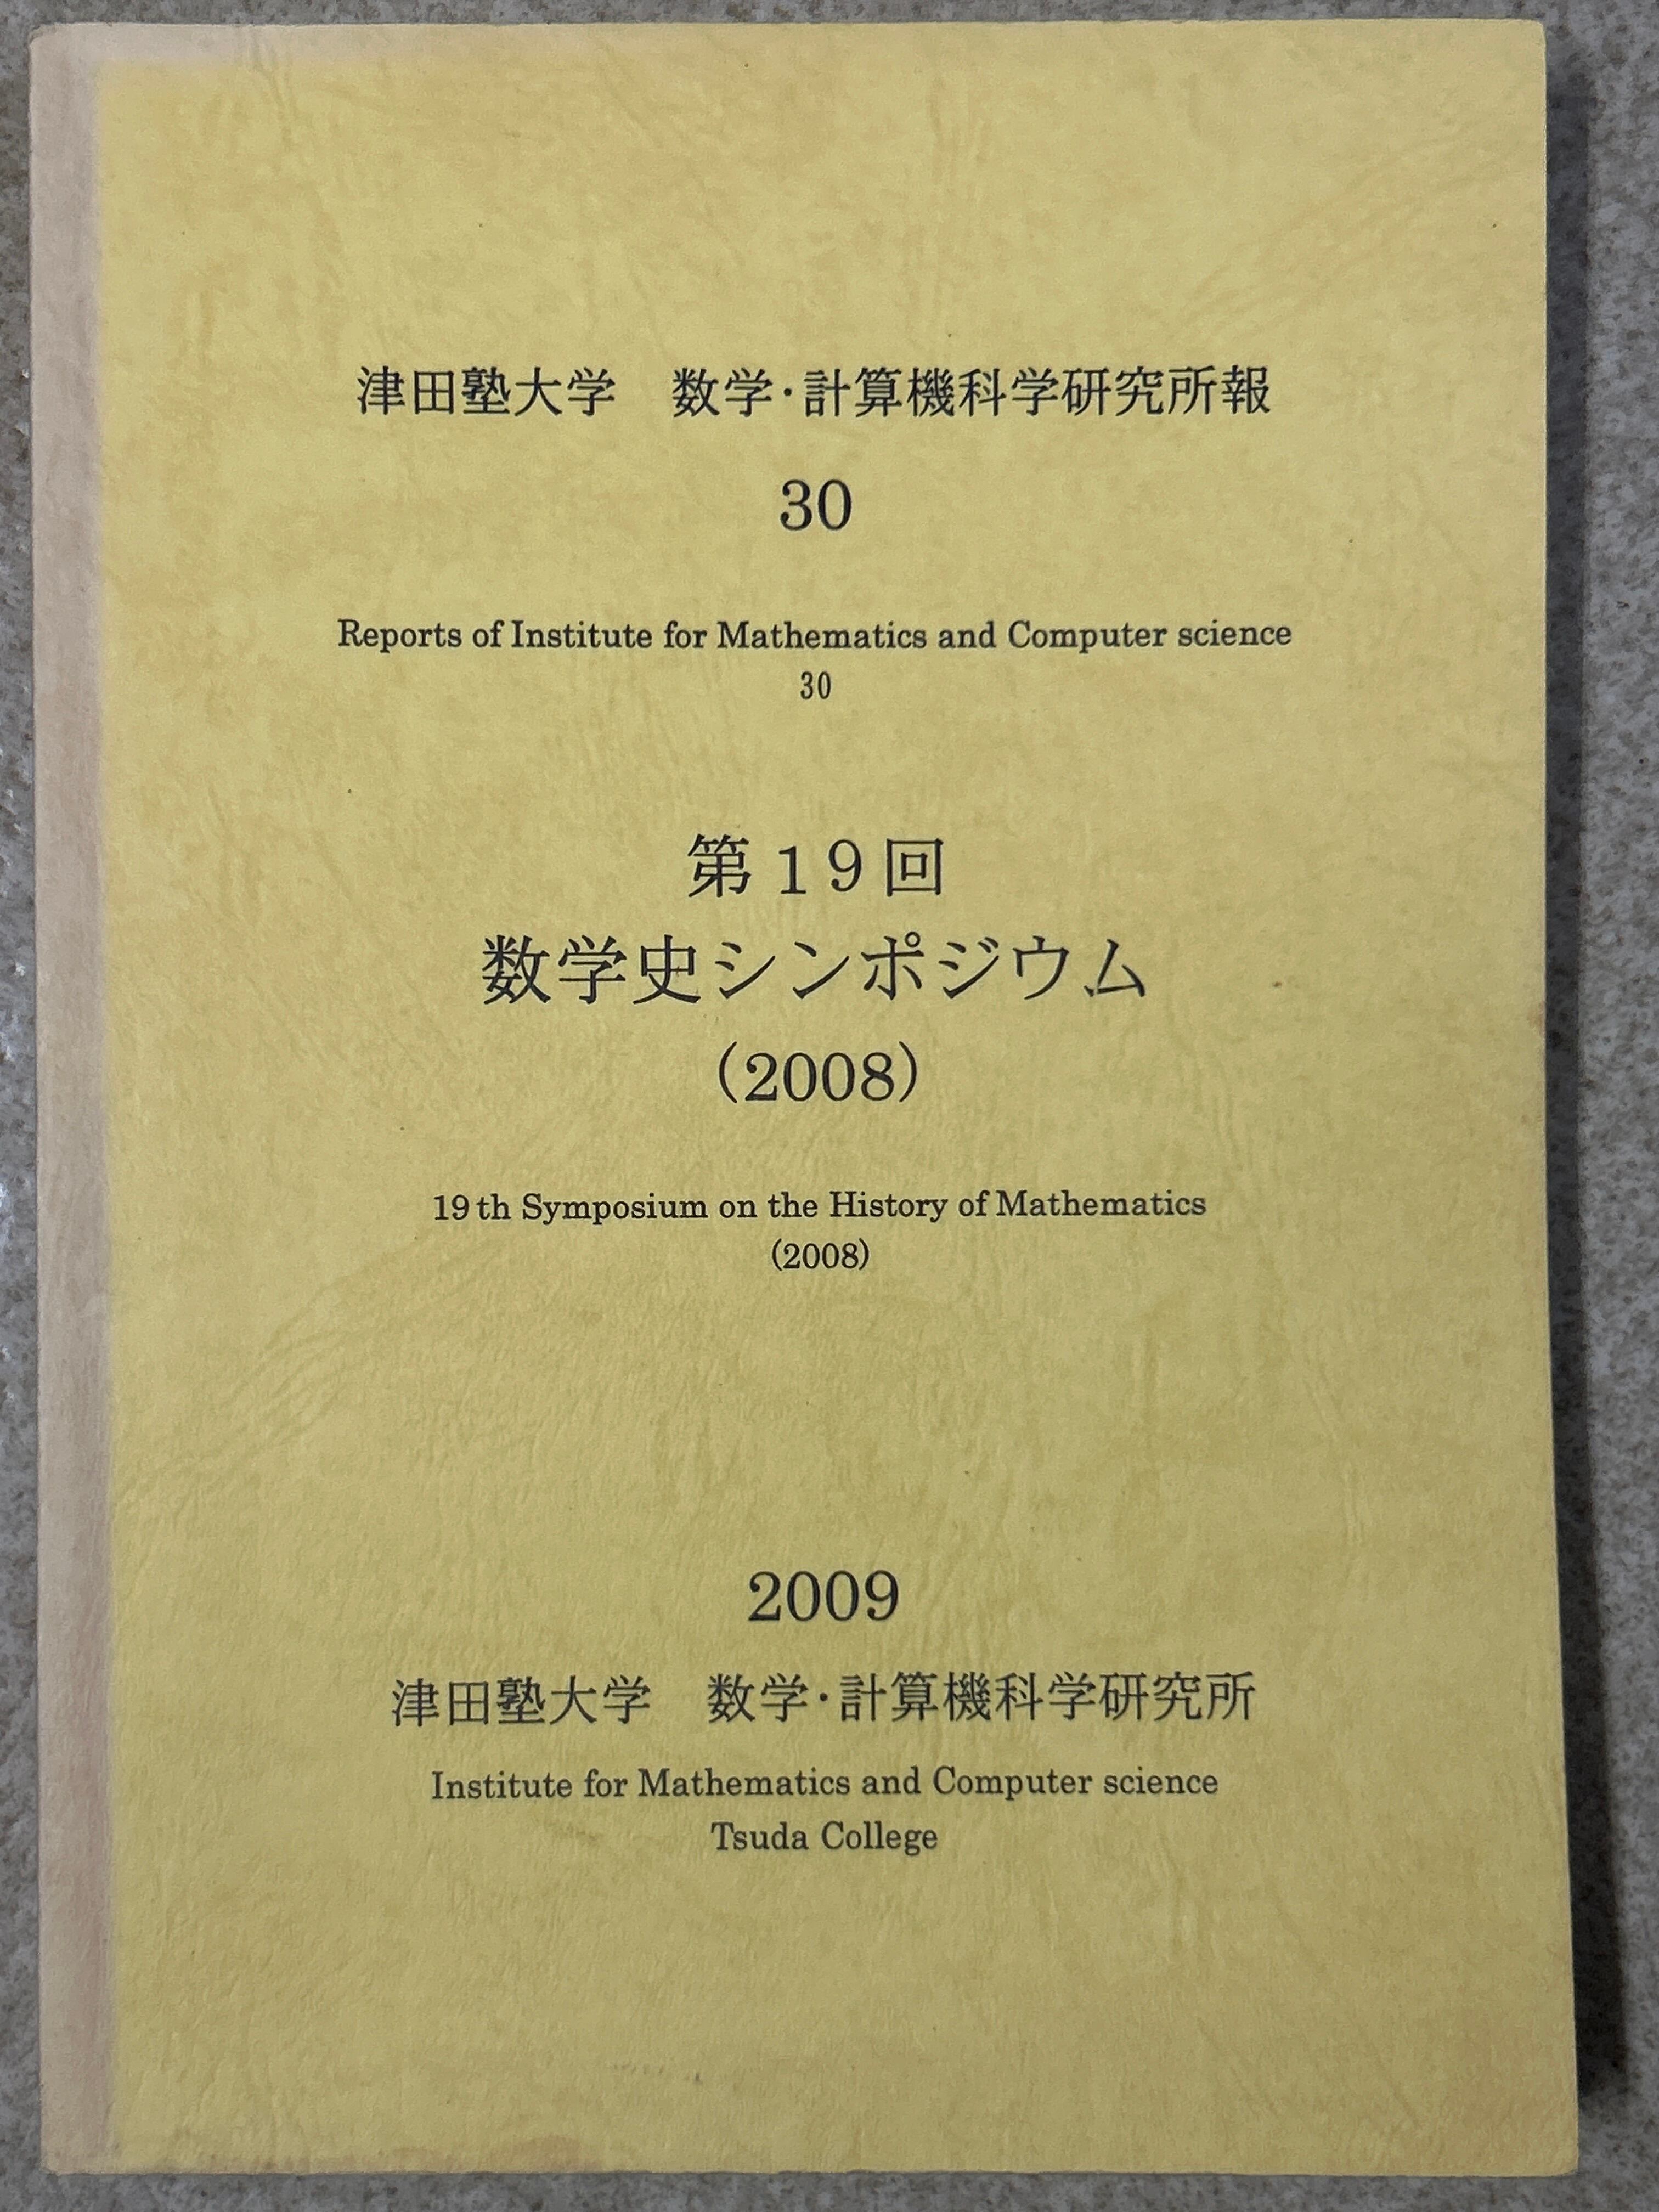 津田塾大学　数学・計算機科学研究所報
30
Reports of Institute for Mathematics and Computer science
30
第19回
数学史シンポジウム
(2008)
19th Symposium on the History of Mathematics
(2008)
2009
津田塾大学　数学・計算機科学研究所
Institute for Mathematics and Computer science
Tsuda College